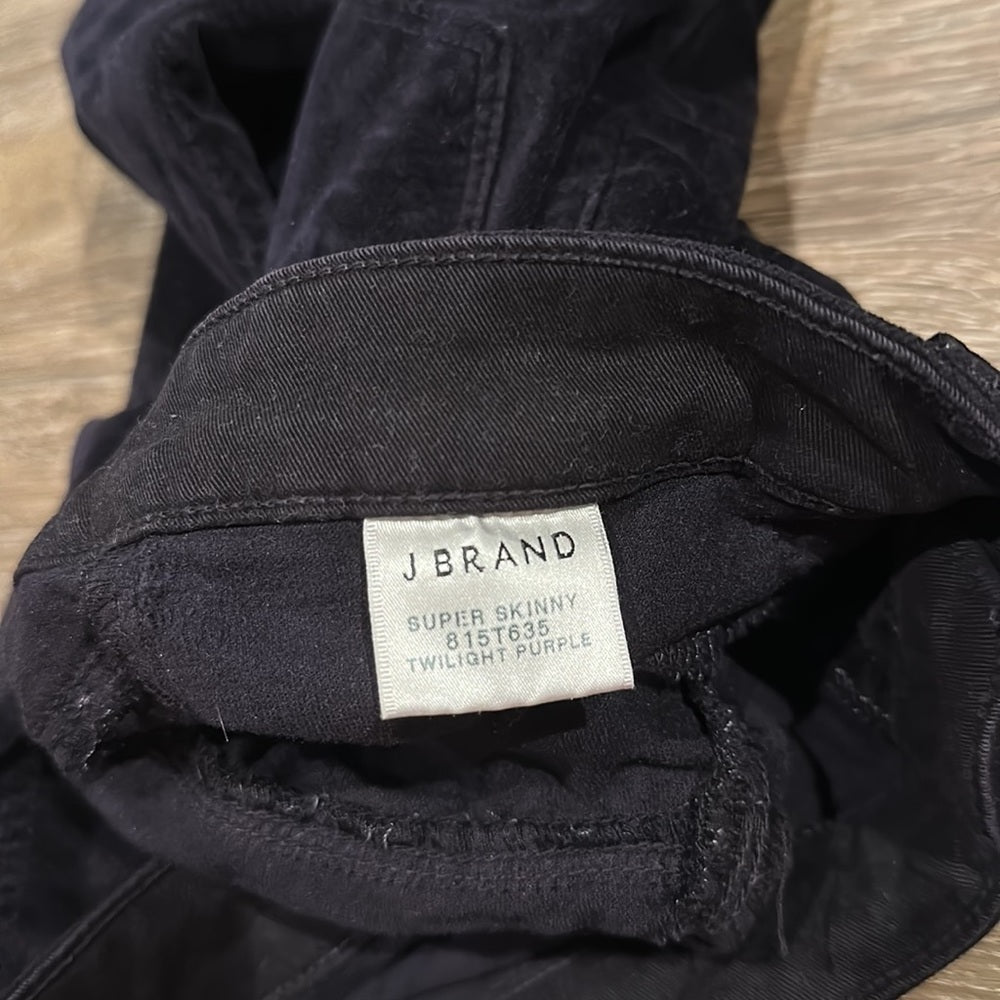 J BRAND
SUPER SKINNY
815T635
TWILIGHT PURPLE